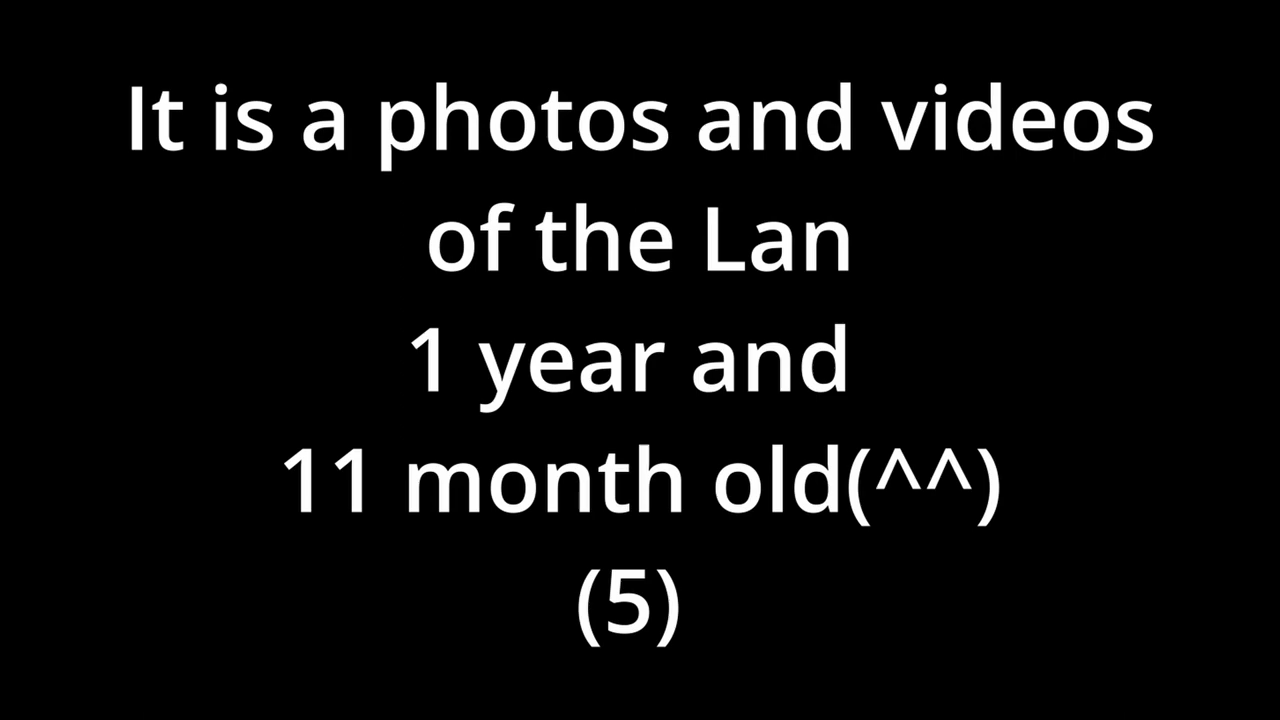 It is a photos and videos
of the Lan
1 year and
11 month old(^^)
(5)